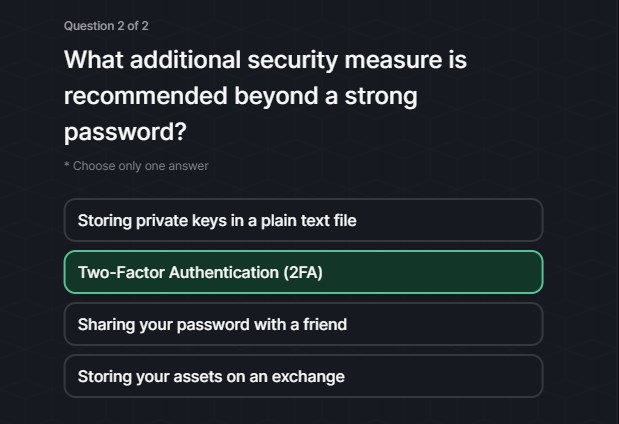 Question 2 of 2
What additional security measure is
recommended beyond a strong
password?
* Choose only one answer
Storing private keys in a plain text file
Two-Factor Authentication (2FA)
Sharing your password with a friend
Storing your assets on an exchange